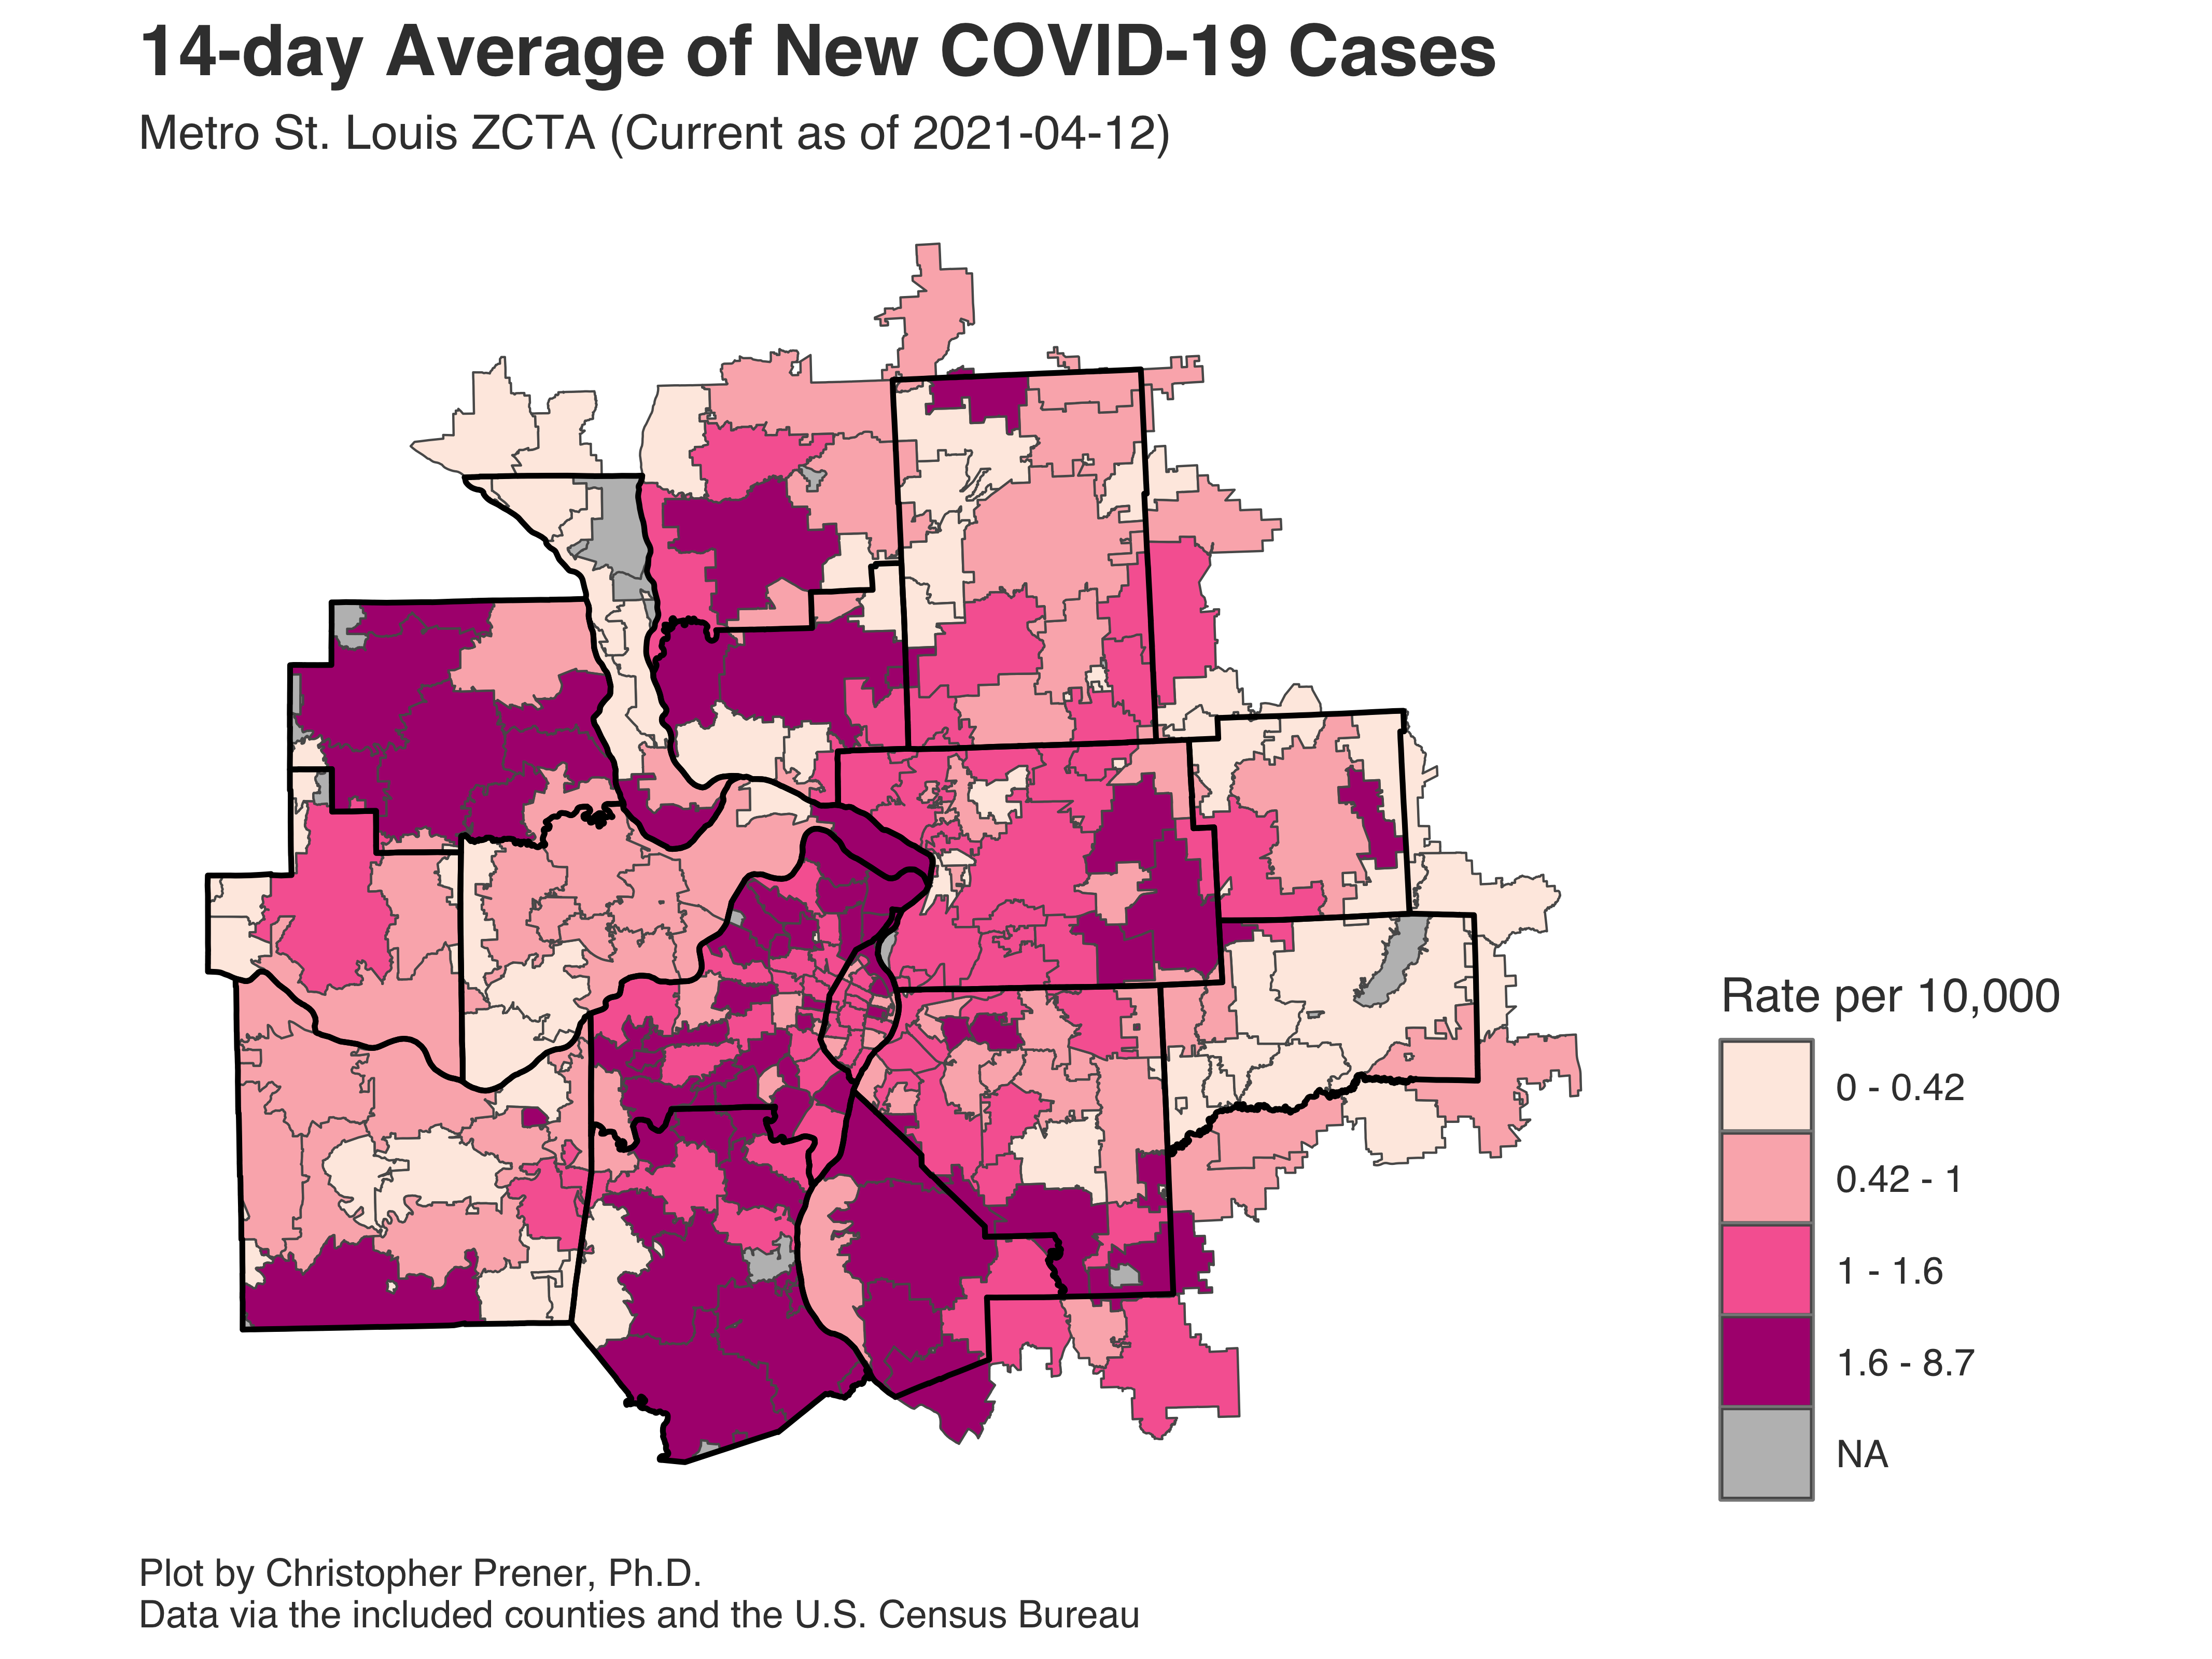 14-day Average of New COVID-19 Cases
Metro St. Louis ZCTA (Current as of 2021-04-12)
Rate per 10,000
0 - 0.42
0.42 - 1
1 - 1.6
1.6 - 8.7
NA
Plot by Christopher Prener, Ph.D.
Data via the included counties and the U.S. Census Bureau